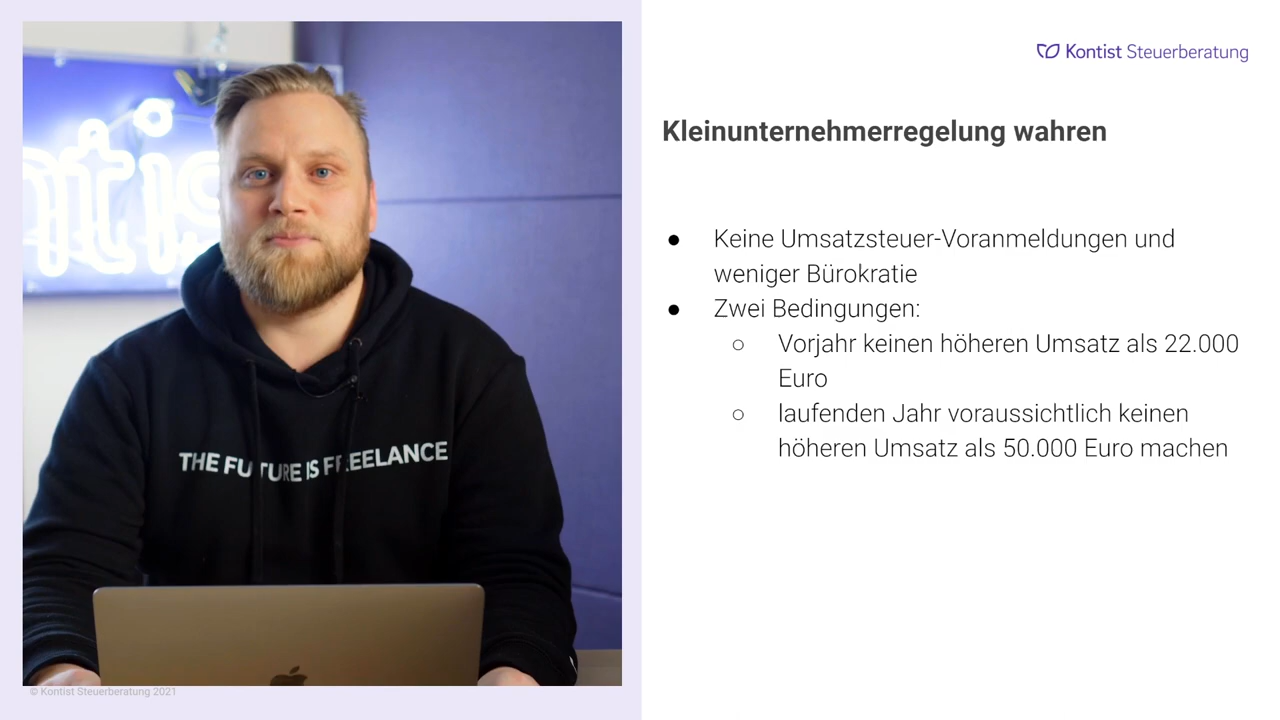 Kontist Steuerberatung
Kleinunternehmerregelung wahren
● Keine Umsatzsteuer-Voranmeldungen und
weniger Bürokratie
● Zwei Bedingungen:
○ Vorjahr keinen höheren Umsatz als 22.000
Euro
○ laufenden Jahr voraussichtlich keinen
höheren Umsatz als 50.000 Euro machen
ntis
THE FUTURE IS FREELANCE
© Kontist Steuerberatung 2021